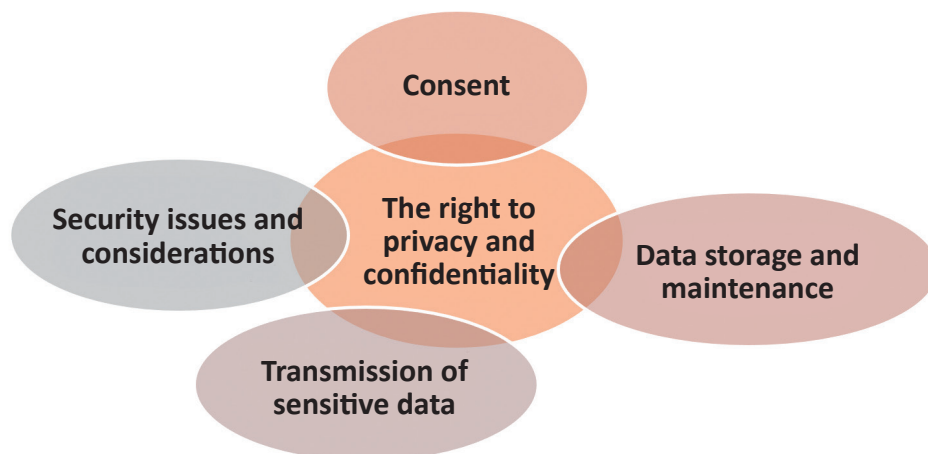 Consent
The right to
privacy and
confidentiality
Security issues and
considerations
Data storage and
maintenance
Transmission of
sensitive data